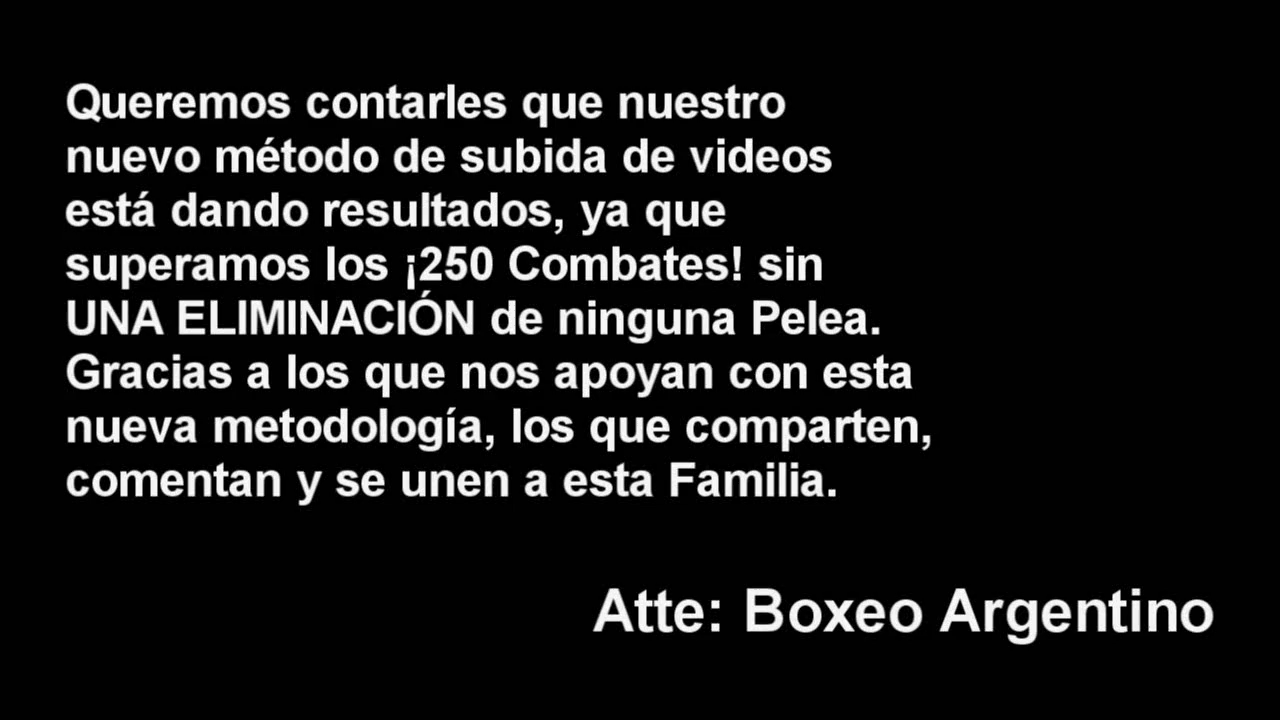 Queremos contarles que nuestro
nuevo método de subida de videos
está dando resultados, ya que
superamos los ¡250 Combates! sin
UNA ELIMINACIÓN de ninguna Pelea.
Gracias a los que nos apoyan con esta
nueva metodología, los que comparten,
comentan y se unen a esta Familia.
Atte: Boxeo Argentino